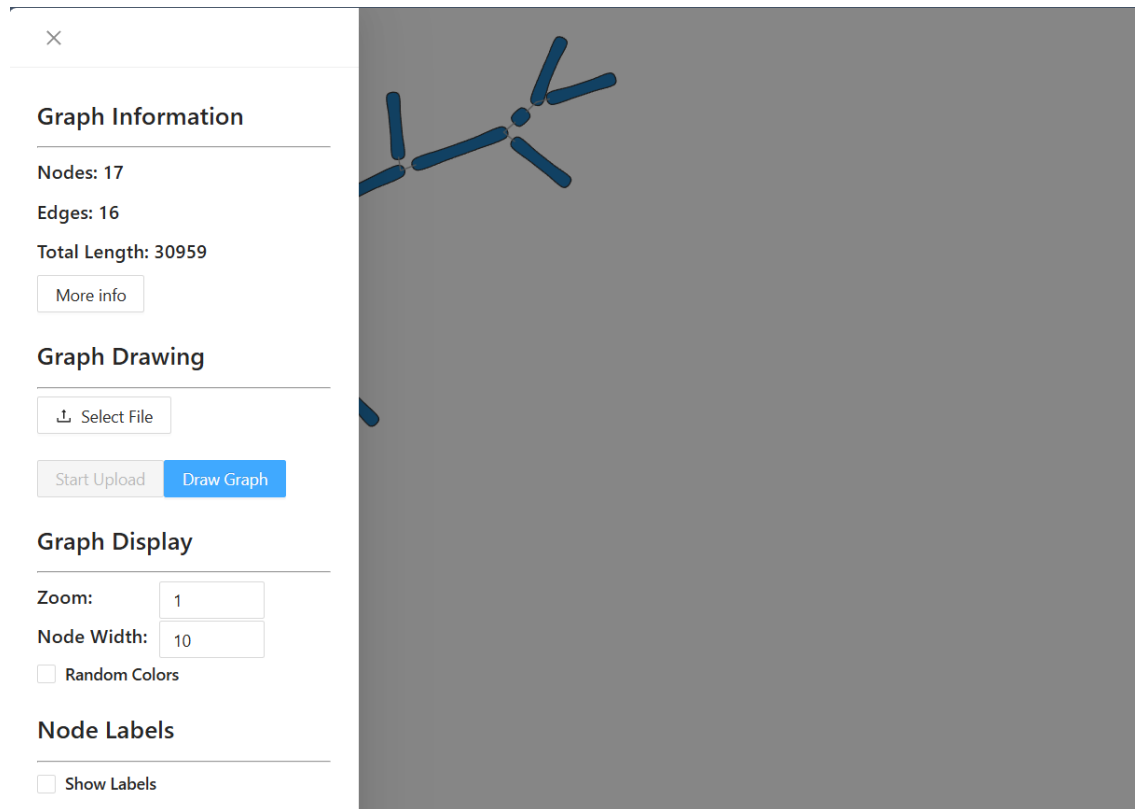 Graph Information
Nodes: 17
Edges: 16
Total Length: 30959
More info
Graph Drawing
Select File
Start Upload
Draw Graph
Graph Display
Zoom:
1
Node Width:
10
Random Colors
Node Labels
Show Labels